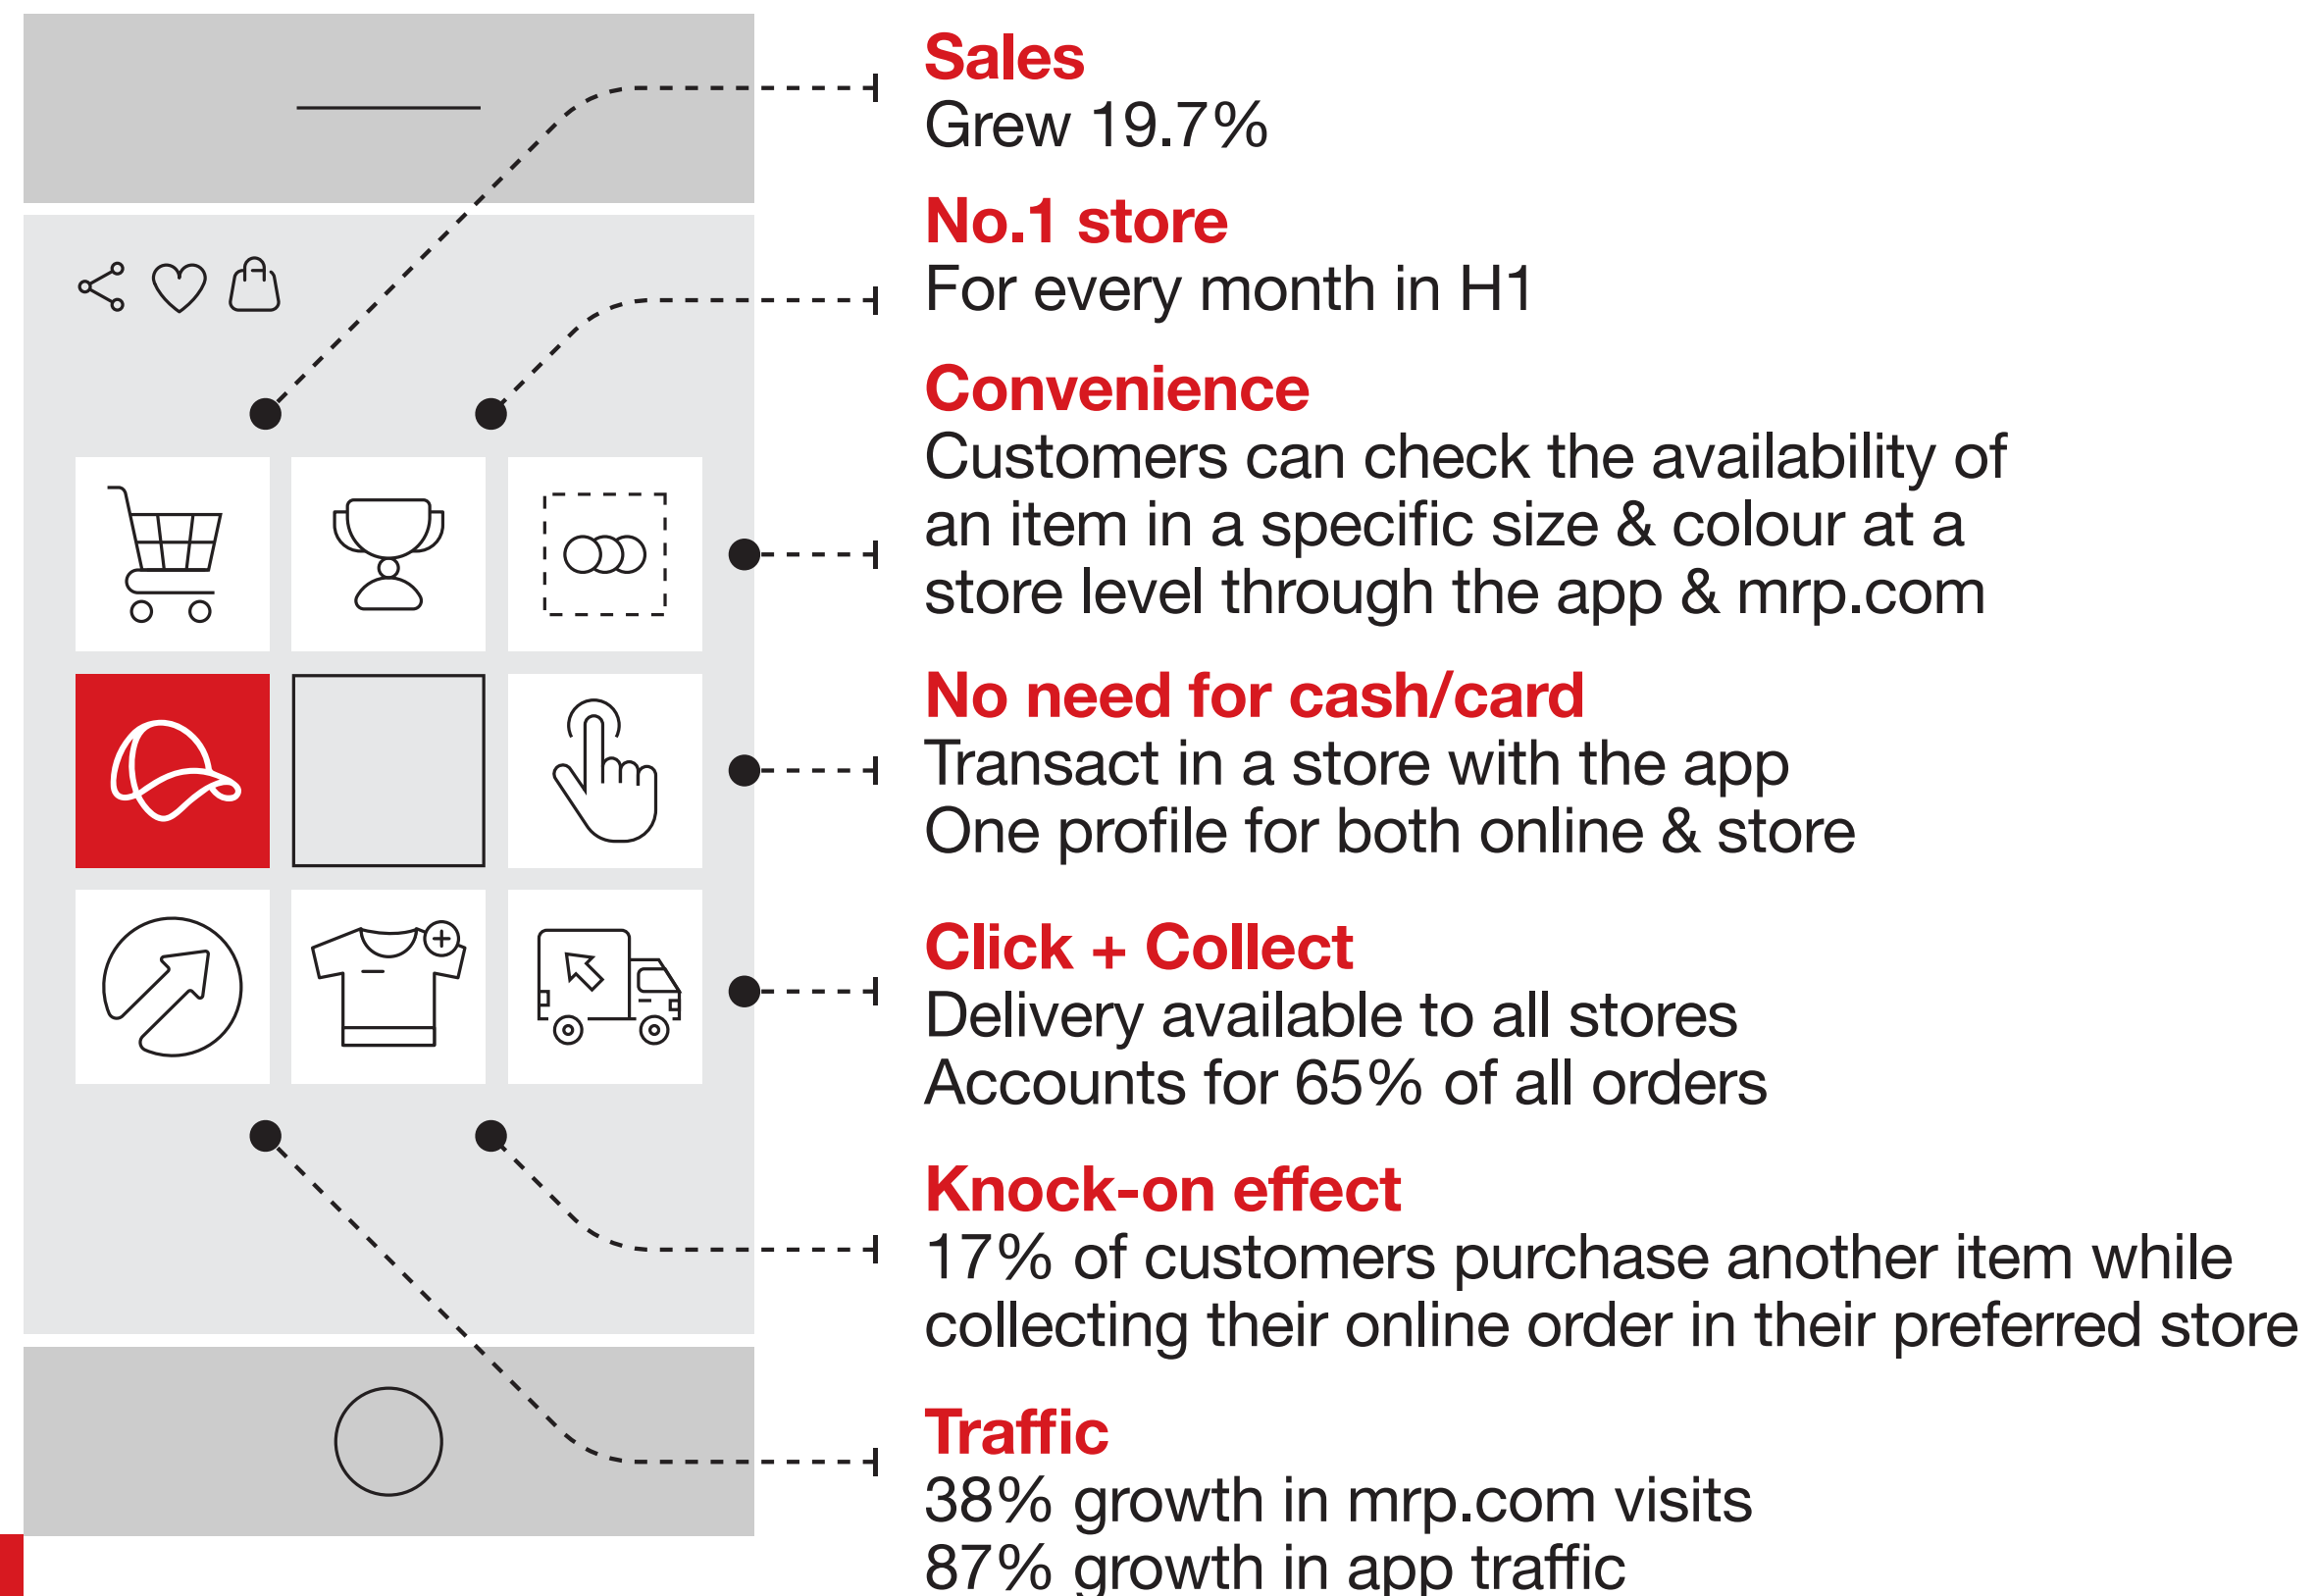 Sales
Grew 19.7%
No.1 store
For every month in H1
Convenience
Customers can check the availability of
an item in a specific size & colour at a
store level through the app & mrp.com
No need for cash/card
Transact in a store with the app
One profile for both online & store
Click + Collect
Delivery available to all stores
Accounts for 65% of all orders
Knock-on effect
17% of customers purchase another item while
collecting their online order in their preferred store
Traffic
38% growth in mrp.com visits
87% growth in app traffic